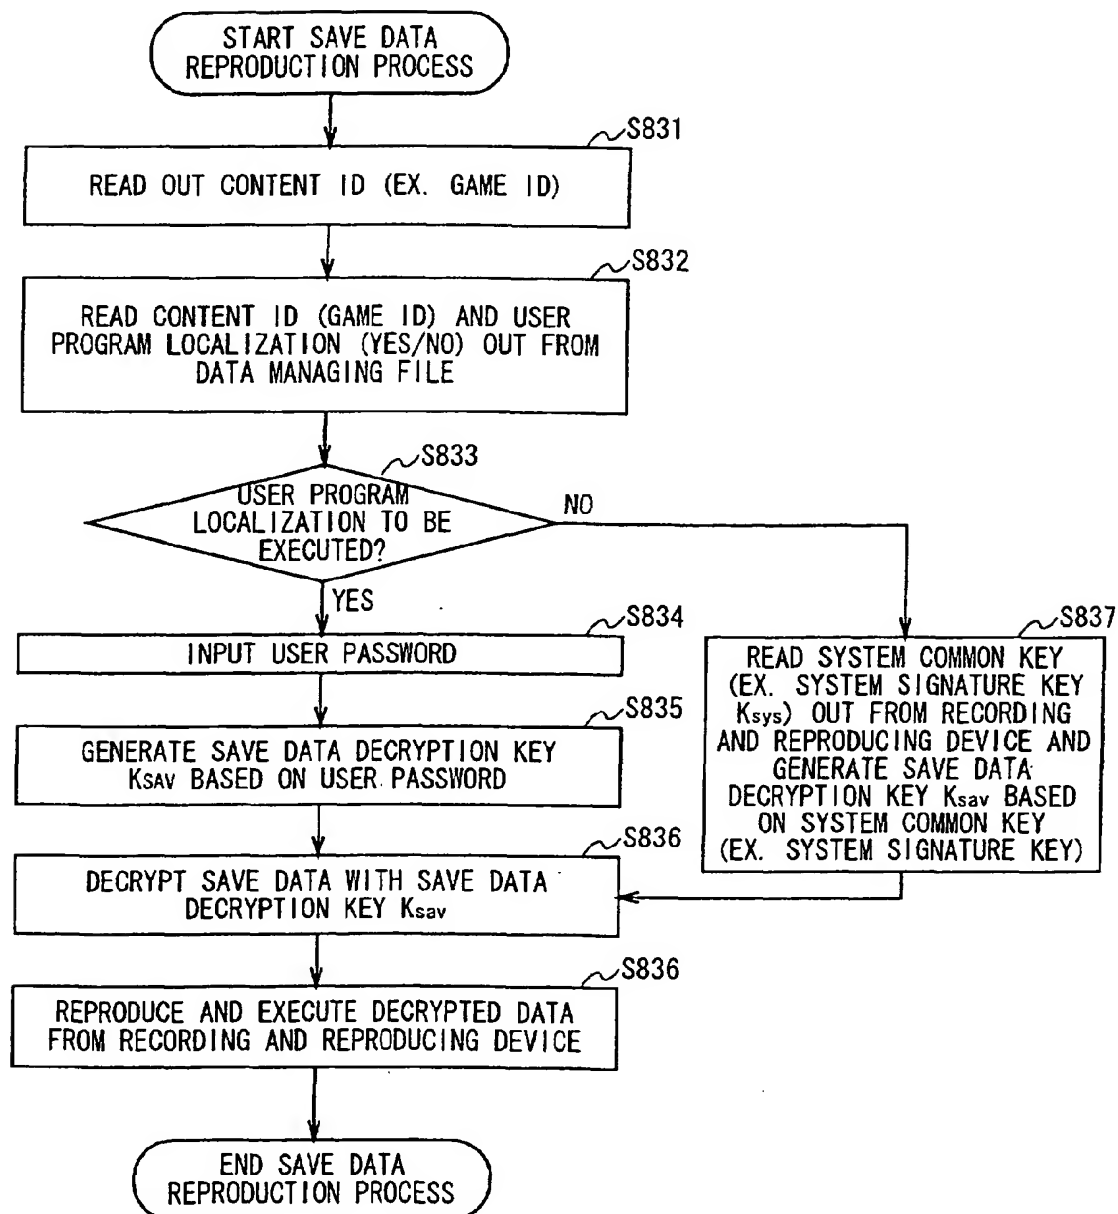 START SAVE DATA
REPRODUCTION PROCESS
S831
READ OUT CONTENT ID (EX. GAME ID)
S832
READ CONTENT ID (GAME ID) AND USER
PROGRAM LOCALIZATION (YES/NO) OUT FROM
DATA MANAGING FILE
S833
USER PROGRAM
LOCALIZATION TO BE
EXECUTED?
NO
YES
S834
INPUT USER PASSWORD
S835
GENERATE SAVE DATA DECRYPTION KEY
KSAV BASED ON USER PASSWORD
S837
READ SYSTEM COMMON KEY
(EX. SYSTEM SIGNATURE KEY
Ksys) OUT FROM RECORDING
AND REPRODUCING DEVICE AND
GENERATE SAVE DATA
DECRYPTION KEY Ksav BASED
ON SYSTEM COMMON KEY
(EX. SYSTEM SIGNATURE KEY)
S836
DECRYPT SAVE DATA WITH SAVE DATA
DECRYPTION KEY Ksav
S836
REPRODUCE AND EXECUTE DECRYPTED DATA
FROM RECORDING AND REPRODUCING DEVICE
END SAVE DATA
REPRODUCTION PROCESS